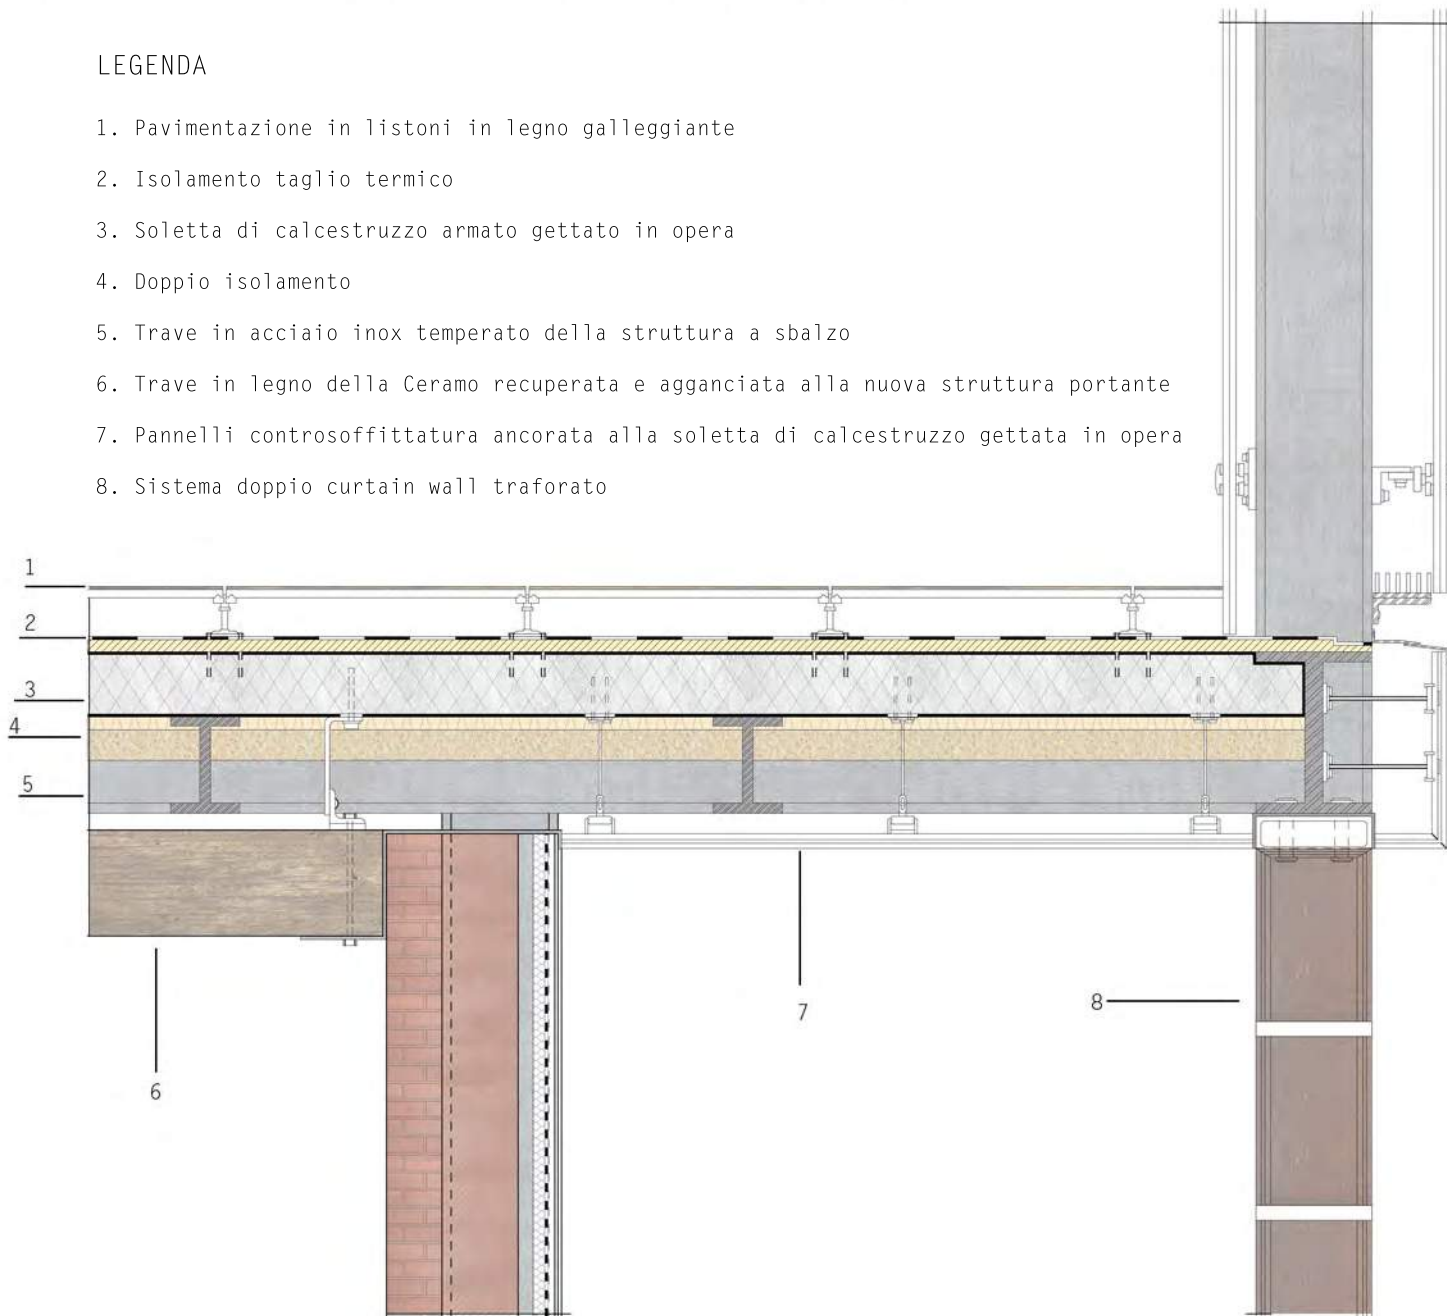 LEGENDA
1. Pavimentazione in listoni in legno galleggiante
2. Isolamento taglio termico
3. Soletta di calcestruzzo armato gettato in opera
4. Doppio isolamento
5. Trave in acciaio inox temperato della struttura a sbalzo
6. Trave in legno della Ceramo recuperata e agganciata alla nuova struttura portante
7. Pannelli controsoffittatura ancorata alla soletta di calcestruzzo gettata in opera
8. Sistema doppio curtain wall traforato
1
2
3
4
5
6
7
8